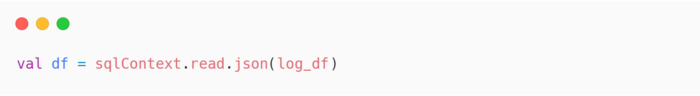 val df = sqlContext.read.json(log_df)